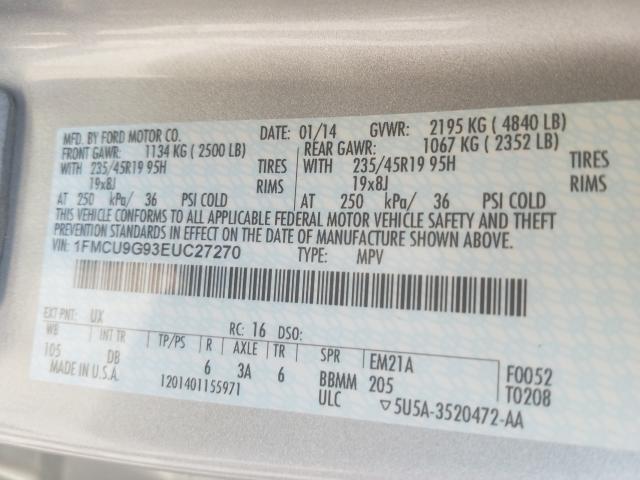 MFD. BY FORD MOTOR CO. DATE: 01/14 GVWR: 2195 KG ( 4840 LB)
FRONT GAWR: 1134 KG ( 2500 LB) REAR GAWR: 1067 KG ( 2352 LB)
WITH 235/45R19 95H TIRES WITH 235/45R19 95H TIRES
19x8J RIMS 19x8J RIMS
AT 250 kPa/ 36 PSI COLD AT 250 kPa/ 36 PSI COLD
THIS VEHICLE CONFORMS TO ALL APPLICABLE FEDERAL MOTOR VEHICLE SAFETY AND THEFT
PREVENTION STANDARDS IN EFFECT ON THE DATE OF MANUFACTURE SHOWN ABOVE.
VIN: 1FMCU9G93EUC27270 TYPE: MPV
EXT PNT: UX RC: 16 DSO:
WB INT TR TP/PS R AXLE TR SPR EM21A F0052
105 DB 6 3A 6 BBMM 205 T0208
MADE IN U.S.A. 1201401155971 ULC ▽5U5A-3520472-AA